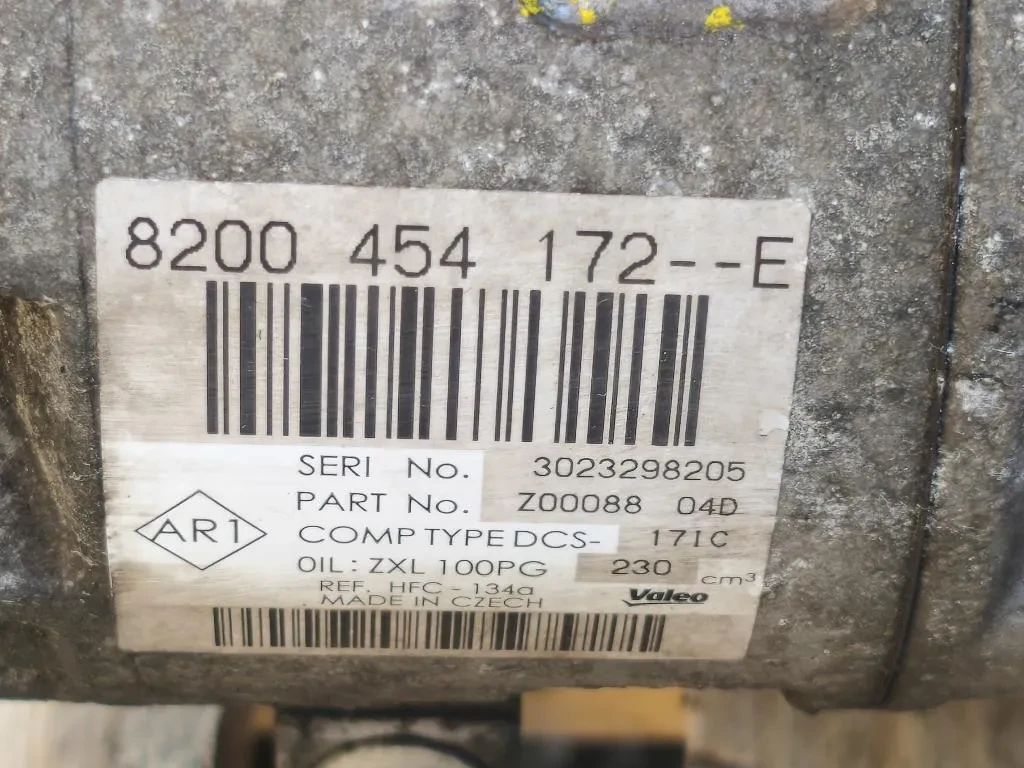 8200 454 172--E
SERI No. 3023298205
PART No. Z00088 04D
AR1
COMP TYPE DCS- 17IC
OIL: ZXL 100PG 230 cm³
REF. HFC - 134a
MADE IN CZECH
Valeo